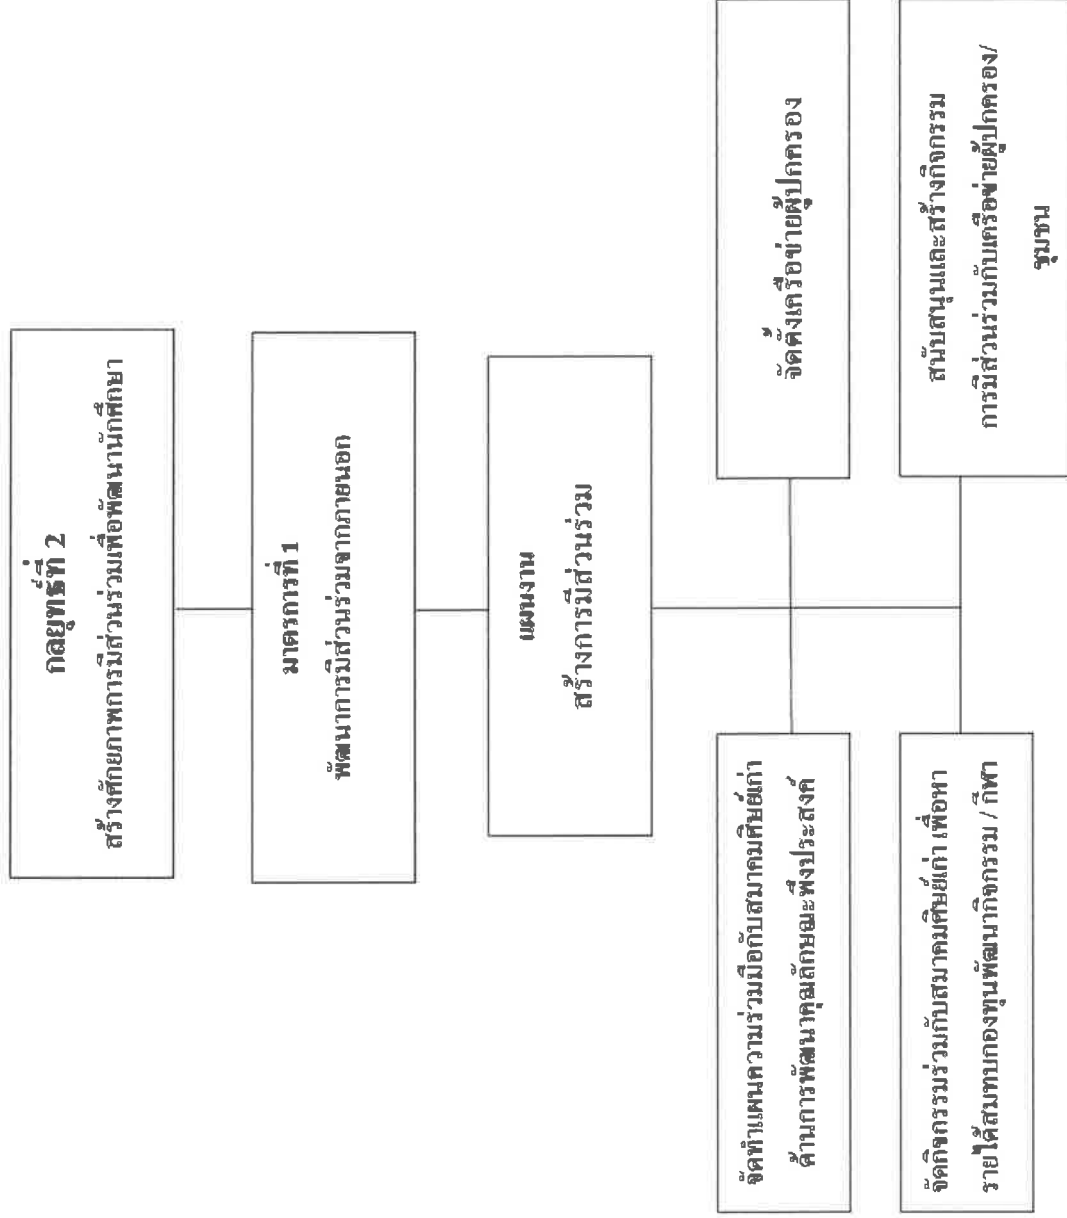 กลยุทธ์ที่ 2
สร้างศักยภาพการมีส่วนร่วมเพื่อพัฒนานักศึกษา
มาตรการที่ 1
พัฒนาการมีส่วนร่วมจากภายนอก
แผนงาน
สร้างการมีส่วนร่วม
จัดทำแผนความร่วมมือกับสมาคมศิษย์เก่า
ด้านการพัฒนาคุณลักษณะพึงประสงค์
จัดตั้งเครือข่ายผู้ปกครอง
จัดกิจกรรมร่วมกับสมาคมศิษย์เก่า เพื่อหา
รายได้สมทบกองทุนพัฒนากิจกรรม / กีฬา
สนับสนุนและสร้างกิจกรรม
การมีส่วนร่วมกับเครือข่ายผู้ปกครอง/
ชุมชน